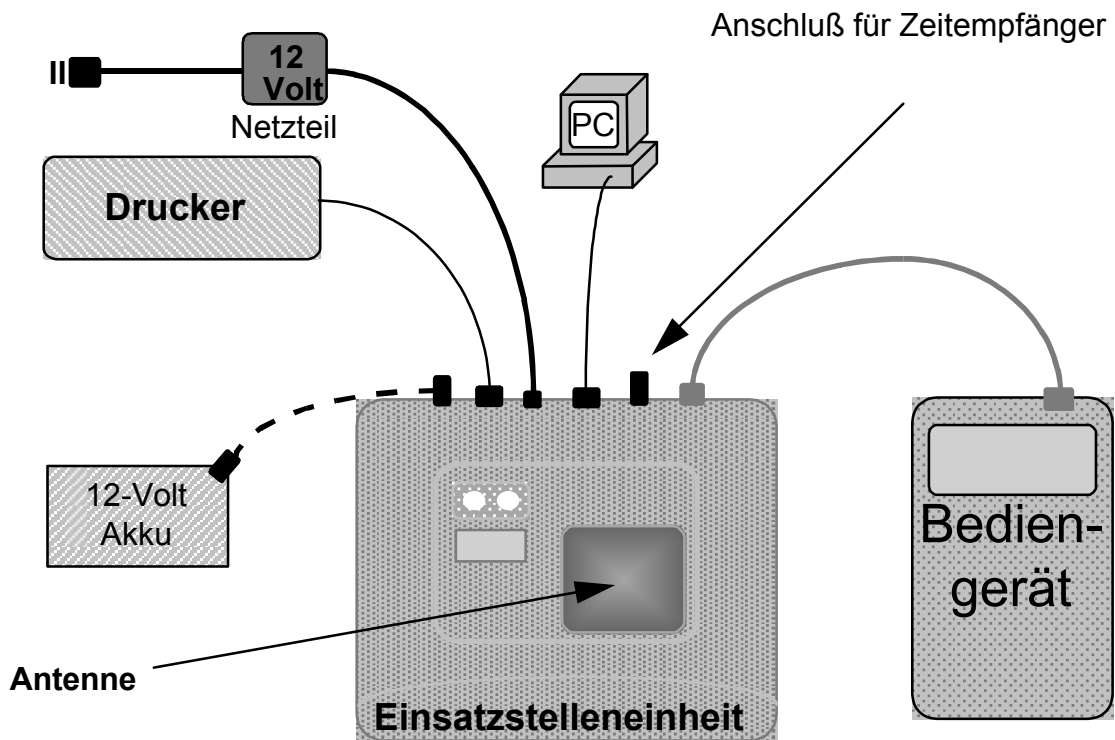 Anschluß für Zeitempfänger
12
Volt
Netzteil
PC
Drucker
12-Volt
Akku
Bedien-
gerät
Antenne
Einsatzstelleneinheit